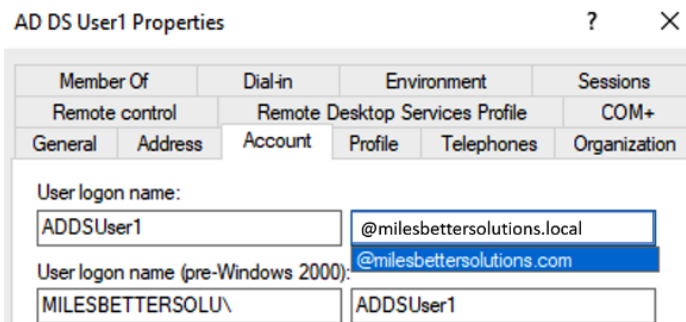 AD DS User1 Properties ? ×
Member Of Dial-in Environment Sessions
Remote control Remote Desktop Services Profile COM+
General Address Account Profile Telephones Organization
User logon name:
ADDSUser1 @milesbettersolutions.local
@milesbettersolutions.com
User logon name (pre-Windows 2000):
MILESBETTERSOLU\ ADDSUser1